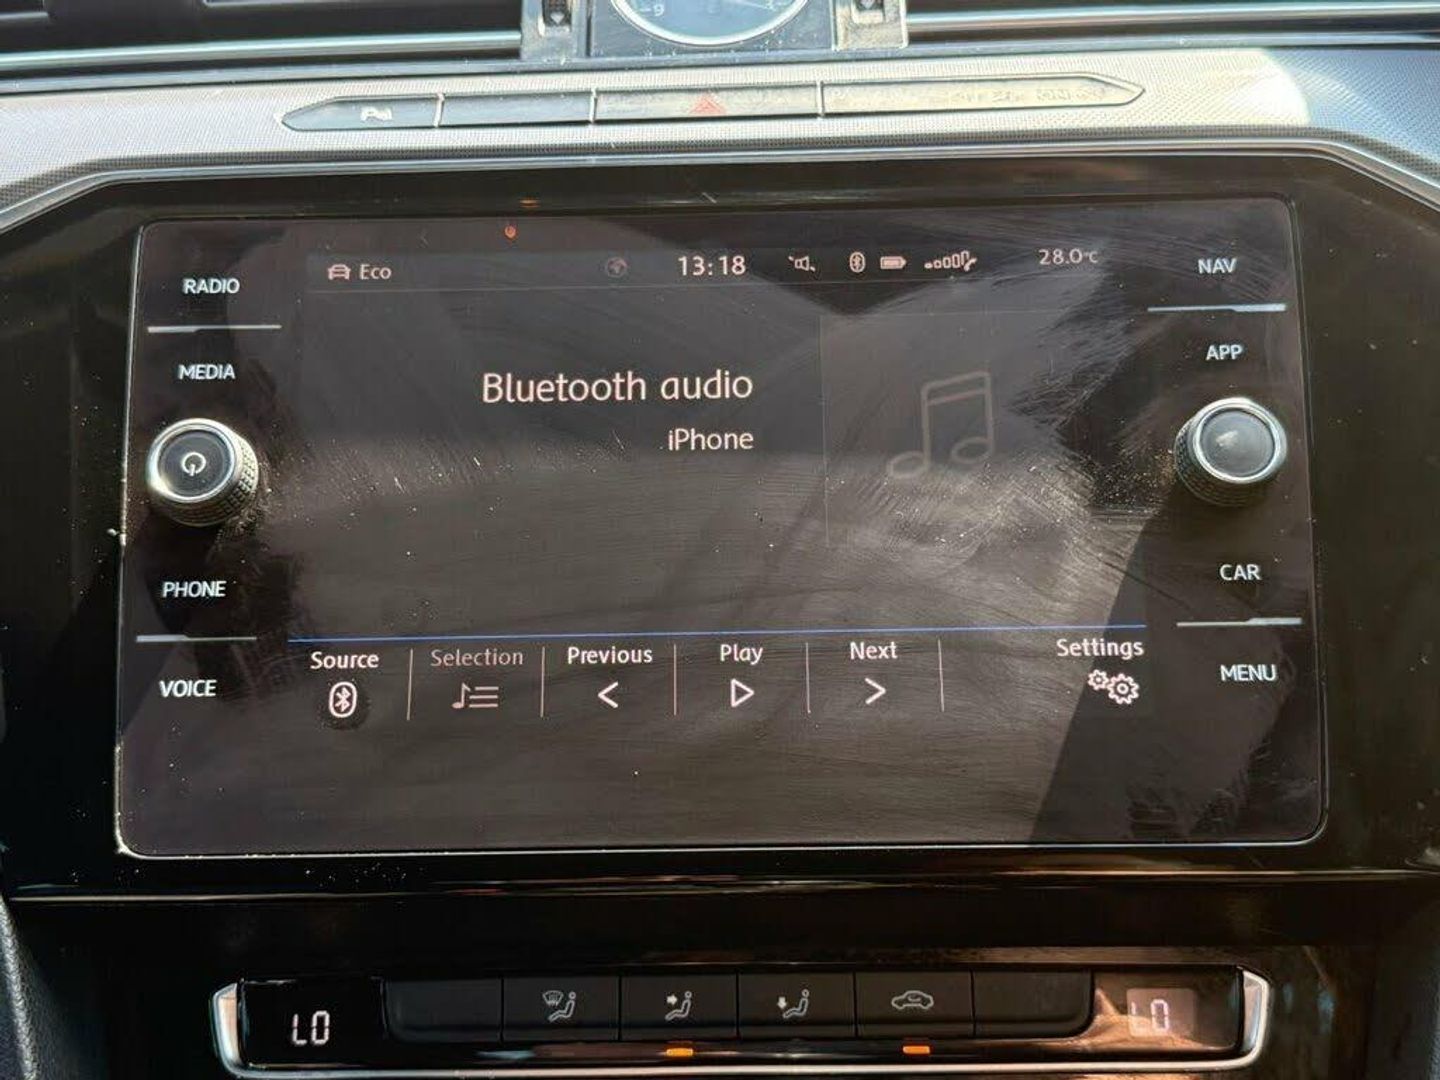 9
RADIO
MEDIA
PHONE
VOICE
Eco
13:18
28.0°C
Bluetooth audio
iPhone
Source
Selection
Previous
Play
Next
Settings
NAV
APP
CAR
MENU
LO
LO